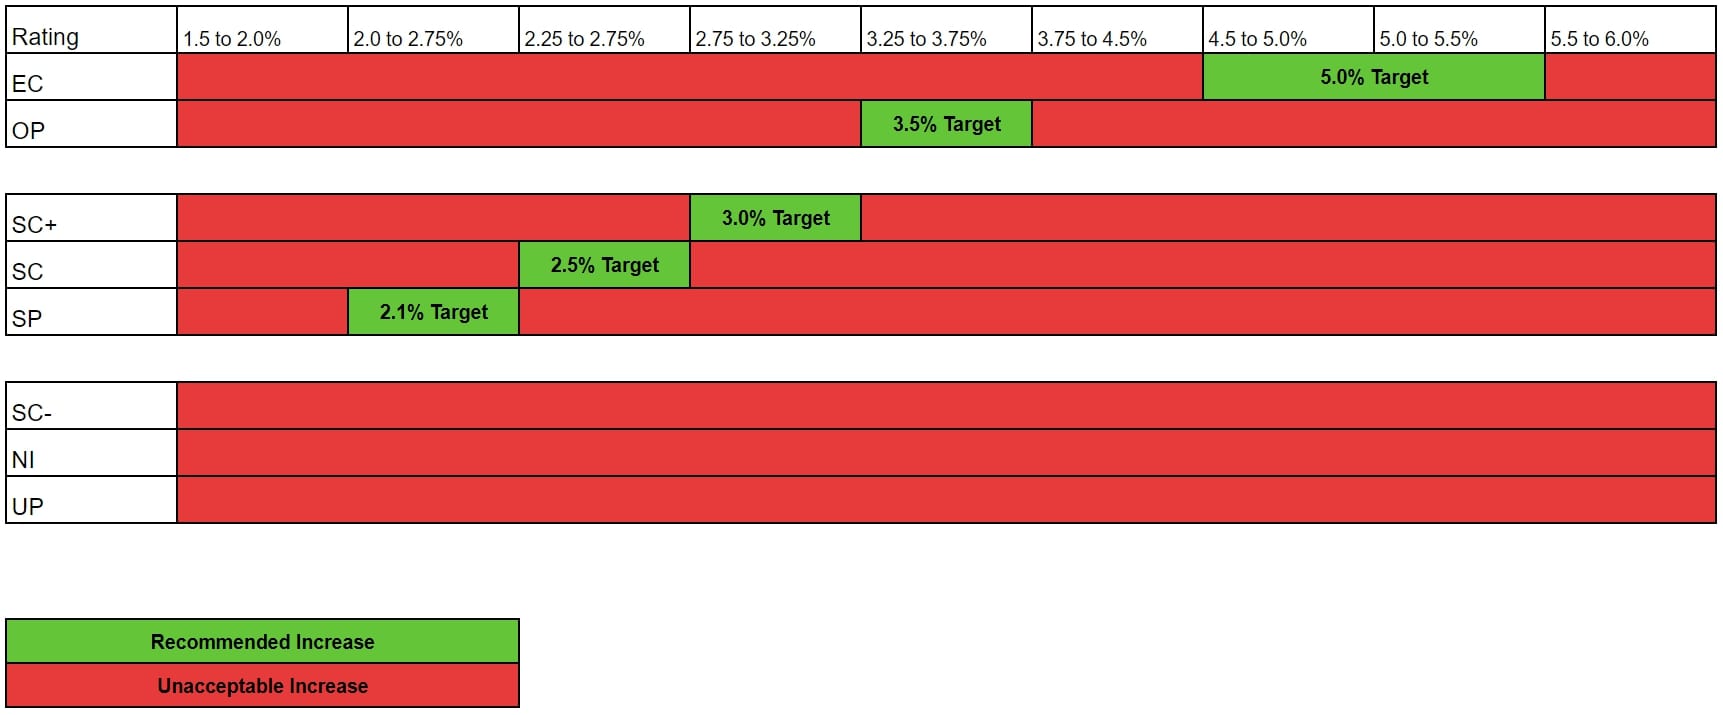 Rating 1.5 to 2.0% 2.0 to 2.75% 2.25 to 2.75% 2.75 to 3.25% 3.25 to 3.75% 3.75 to 4.5% 4.5 to 5.0% 5.0 to 5.5% 5.5 to 6.0%
EC 5.0% Target
OP 3.5% Target
SC+ 3.0% Target
SC 2.5% Target
SP 2.1% Target
SC-
NI
UP
Recommended Increase
Unacceptable Increase